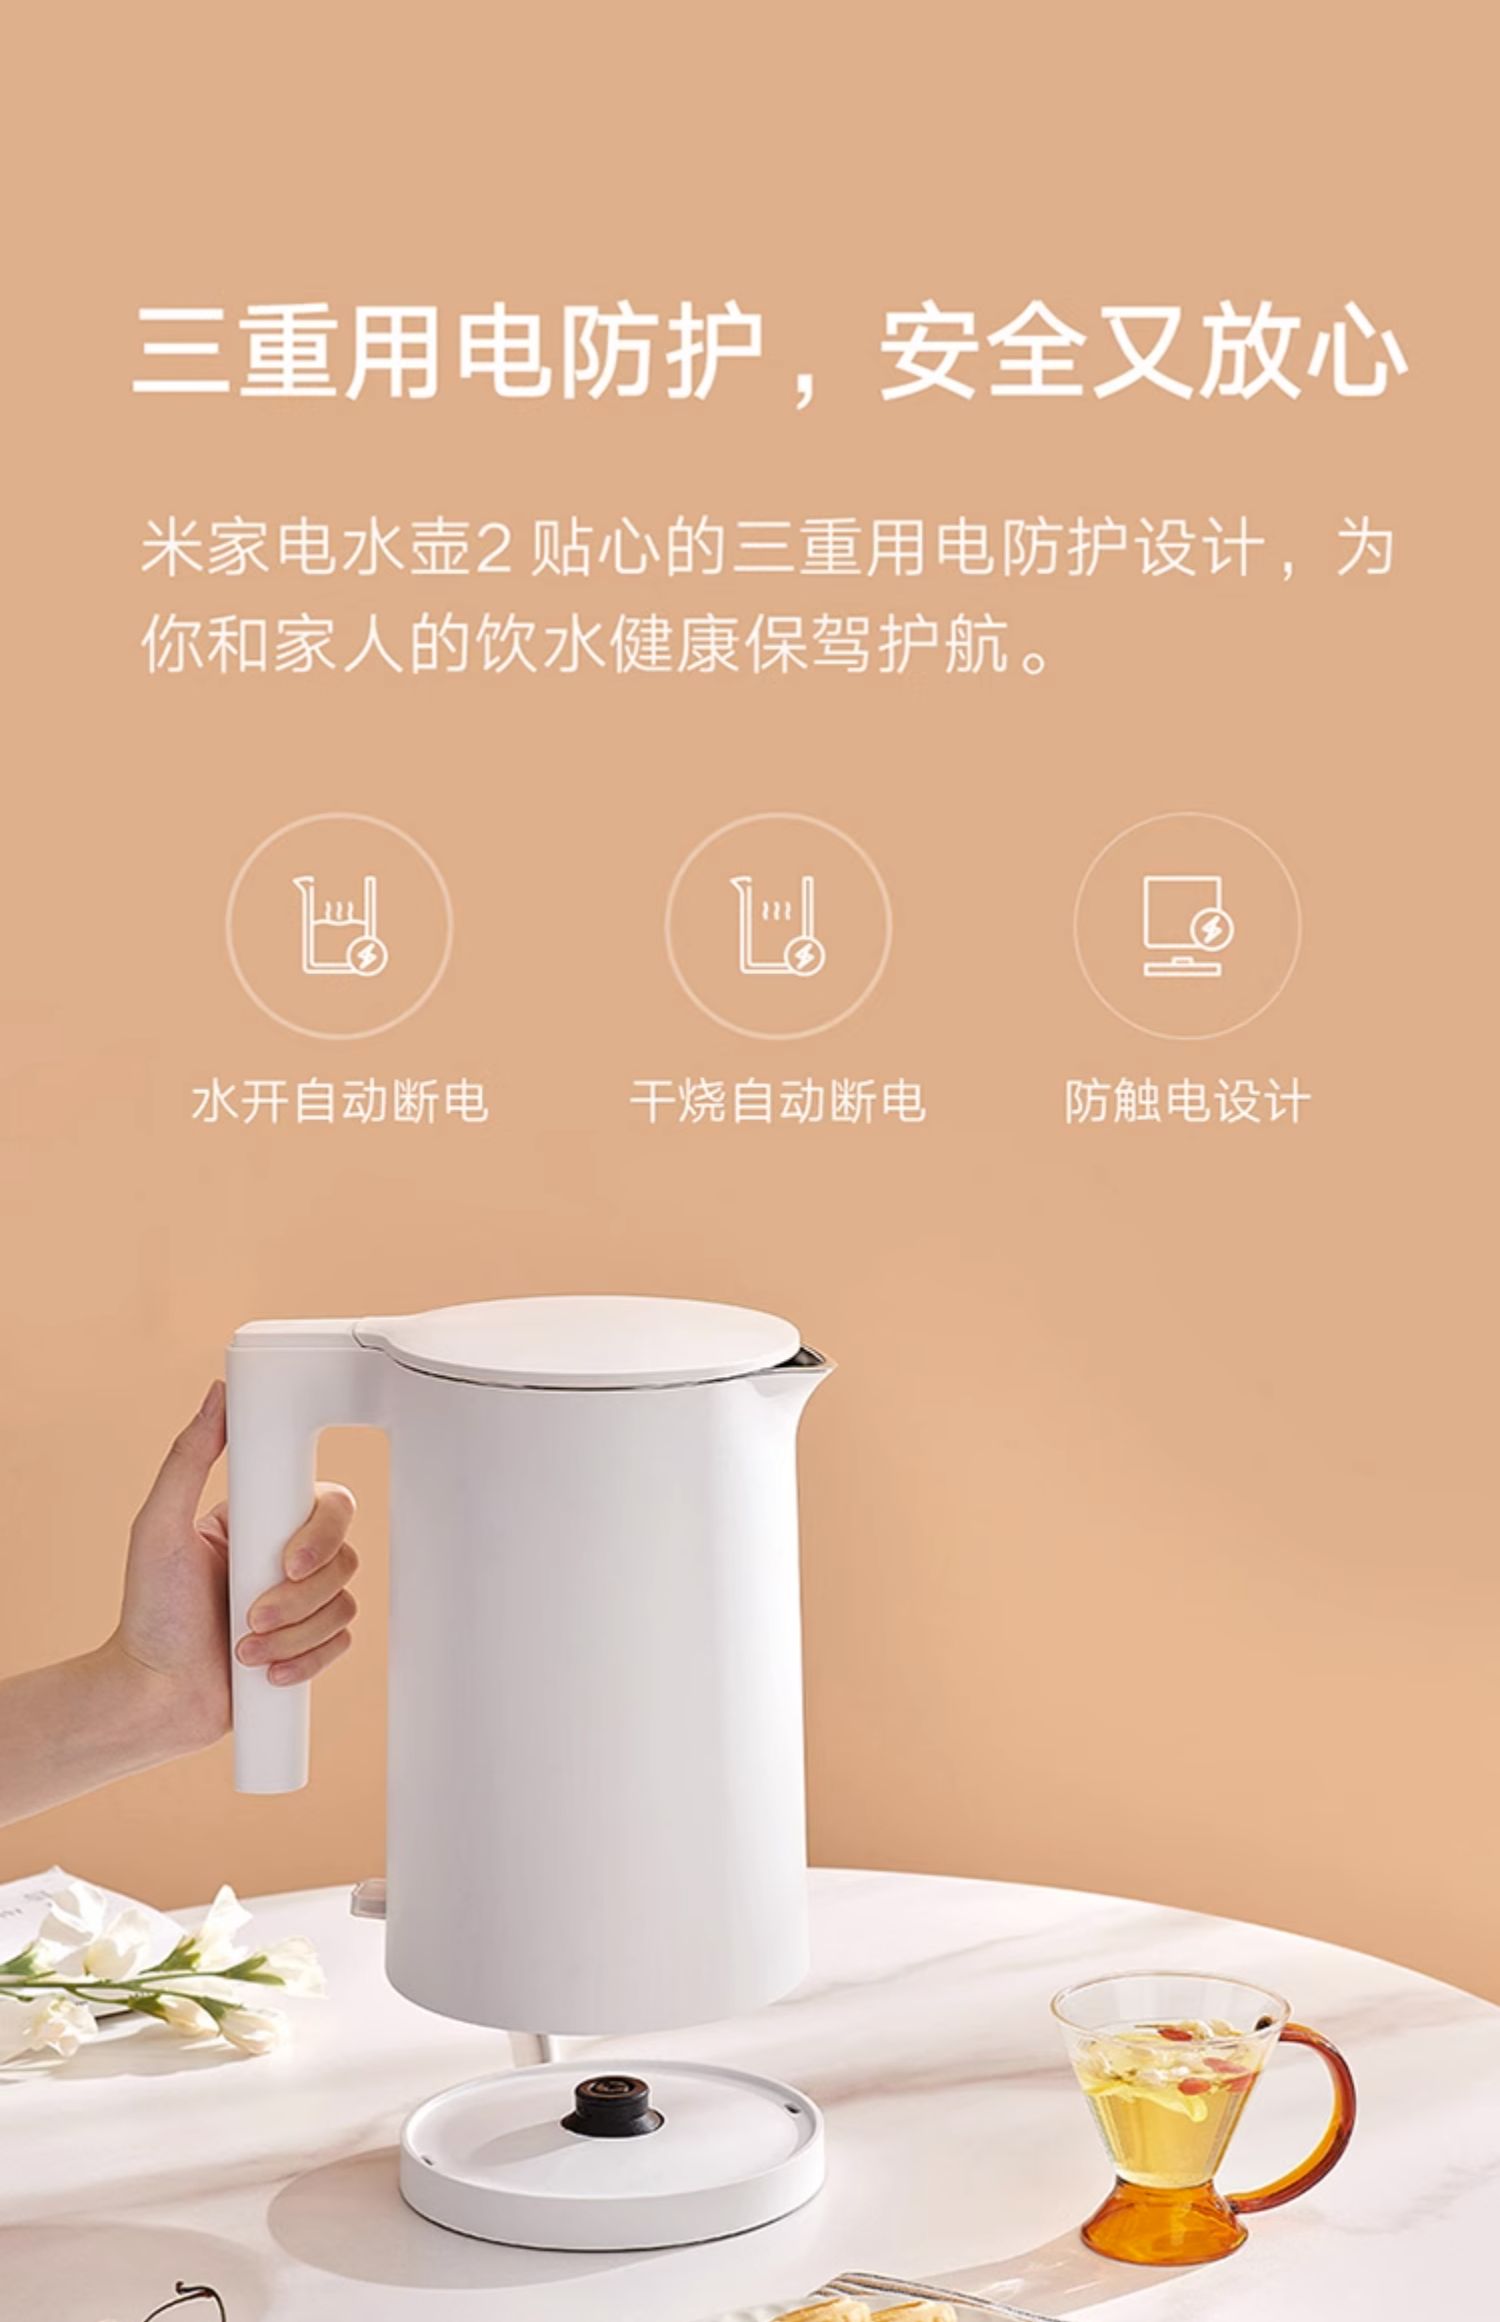 三重用电防护，安全又放心
米家电水壶2 贴心的三重用电防护设计，为
你和家人的饮水健康保驾护航。
水开自动断电 干烧自动断电 防触电设计